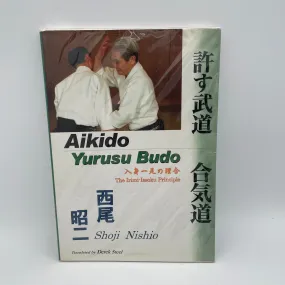 許す武道 合気道
Aikido
Yurusu Budo
入身一足の理合
The Irimi Issoku Principle
西尾
昭二
Shoji Nishio
Translated by Derek Steel